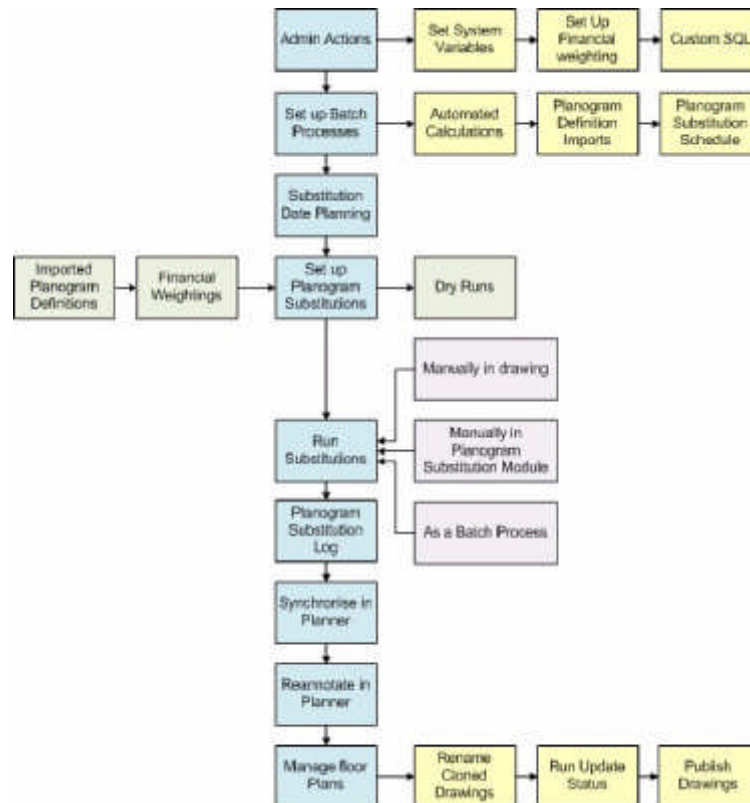 Admin Actions
Set System
Variables
Set Up
Financial
weighting
Custom SQL
Set up Batch
Processes
Automated
Calculations
Planogram
Definition
Imports
Planogram
Substitution
Schedule
Substitution
Date Planning
Imported
Planogram
Definitions
Financial
Weightings
Set up
Planogram
Substitutions
Dry Runs
Manually in drawing
Run
Substitutions
Manually in
Planogram
Substitution Module
Planogram
Substitution
Log
As a Batch Process
Synchronise in
Planner
Reannotate in
Planner
Manage floor
Plans
Rename
Cloned
Drawings
Run Update
Status
Publish
Drawings